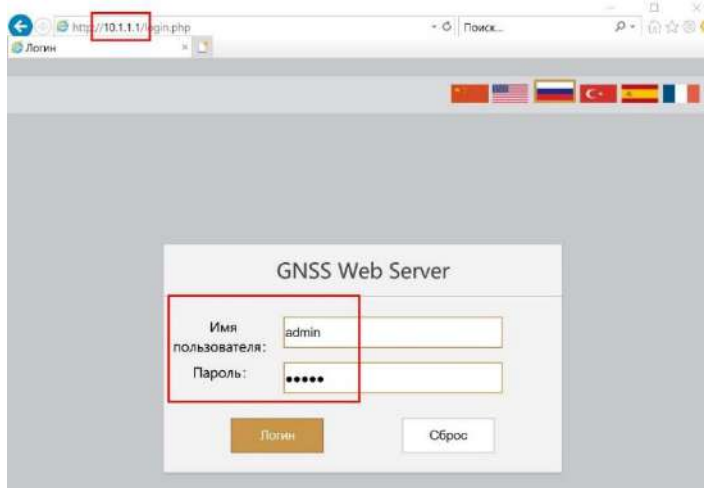 http://10.1.1.1/login.php
Поиск...
Логин
GNSS Web Server
Имя
пользователя:
admin
Пароль:
•••••
Логин
Сброс